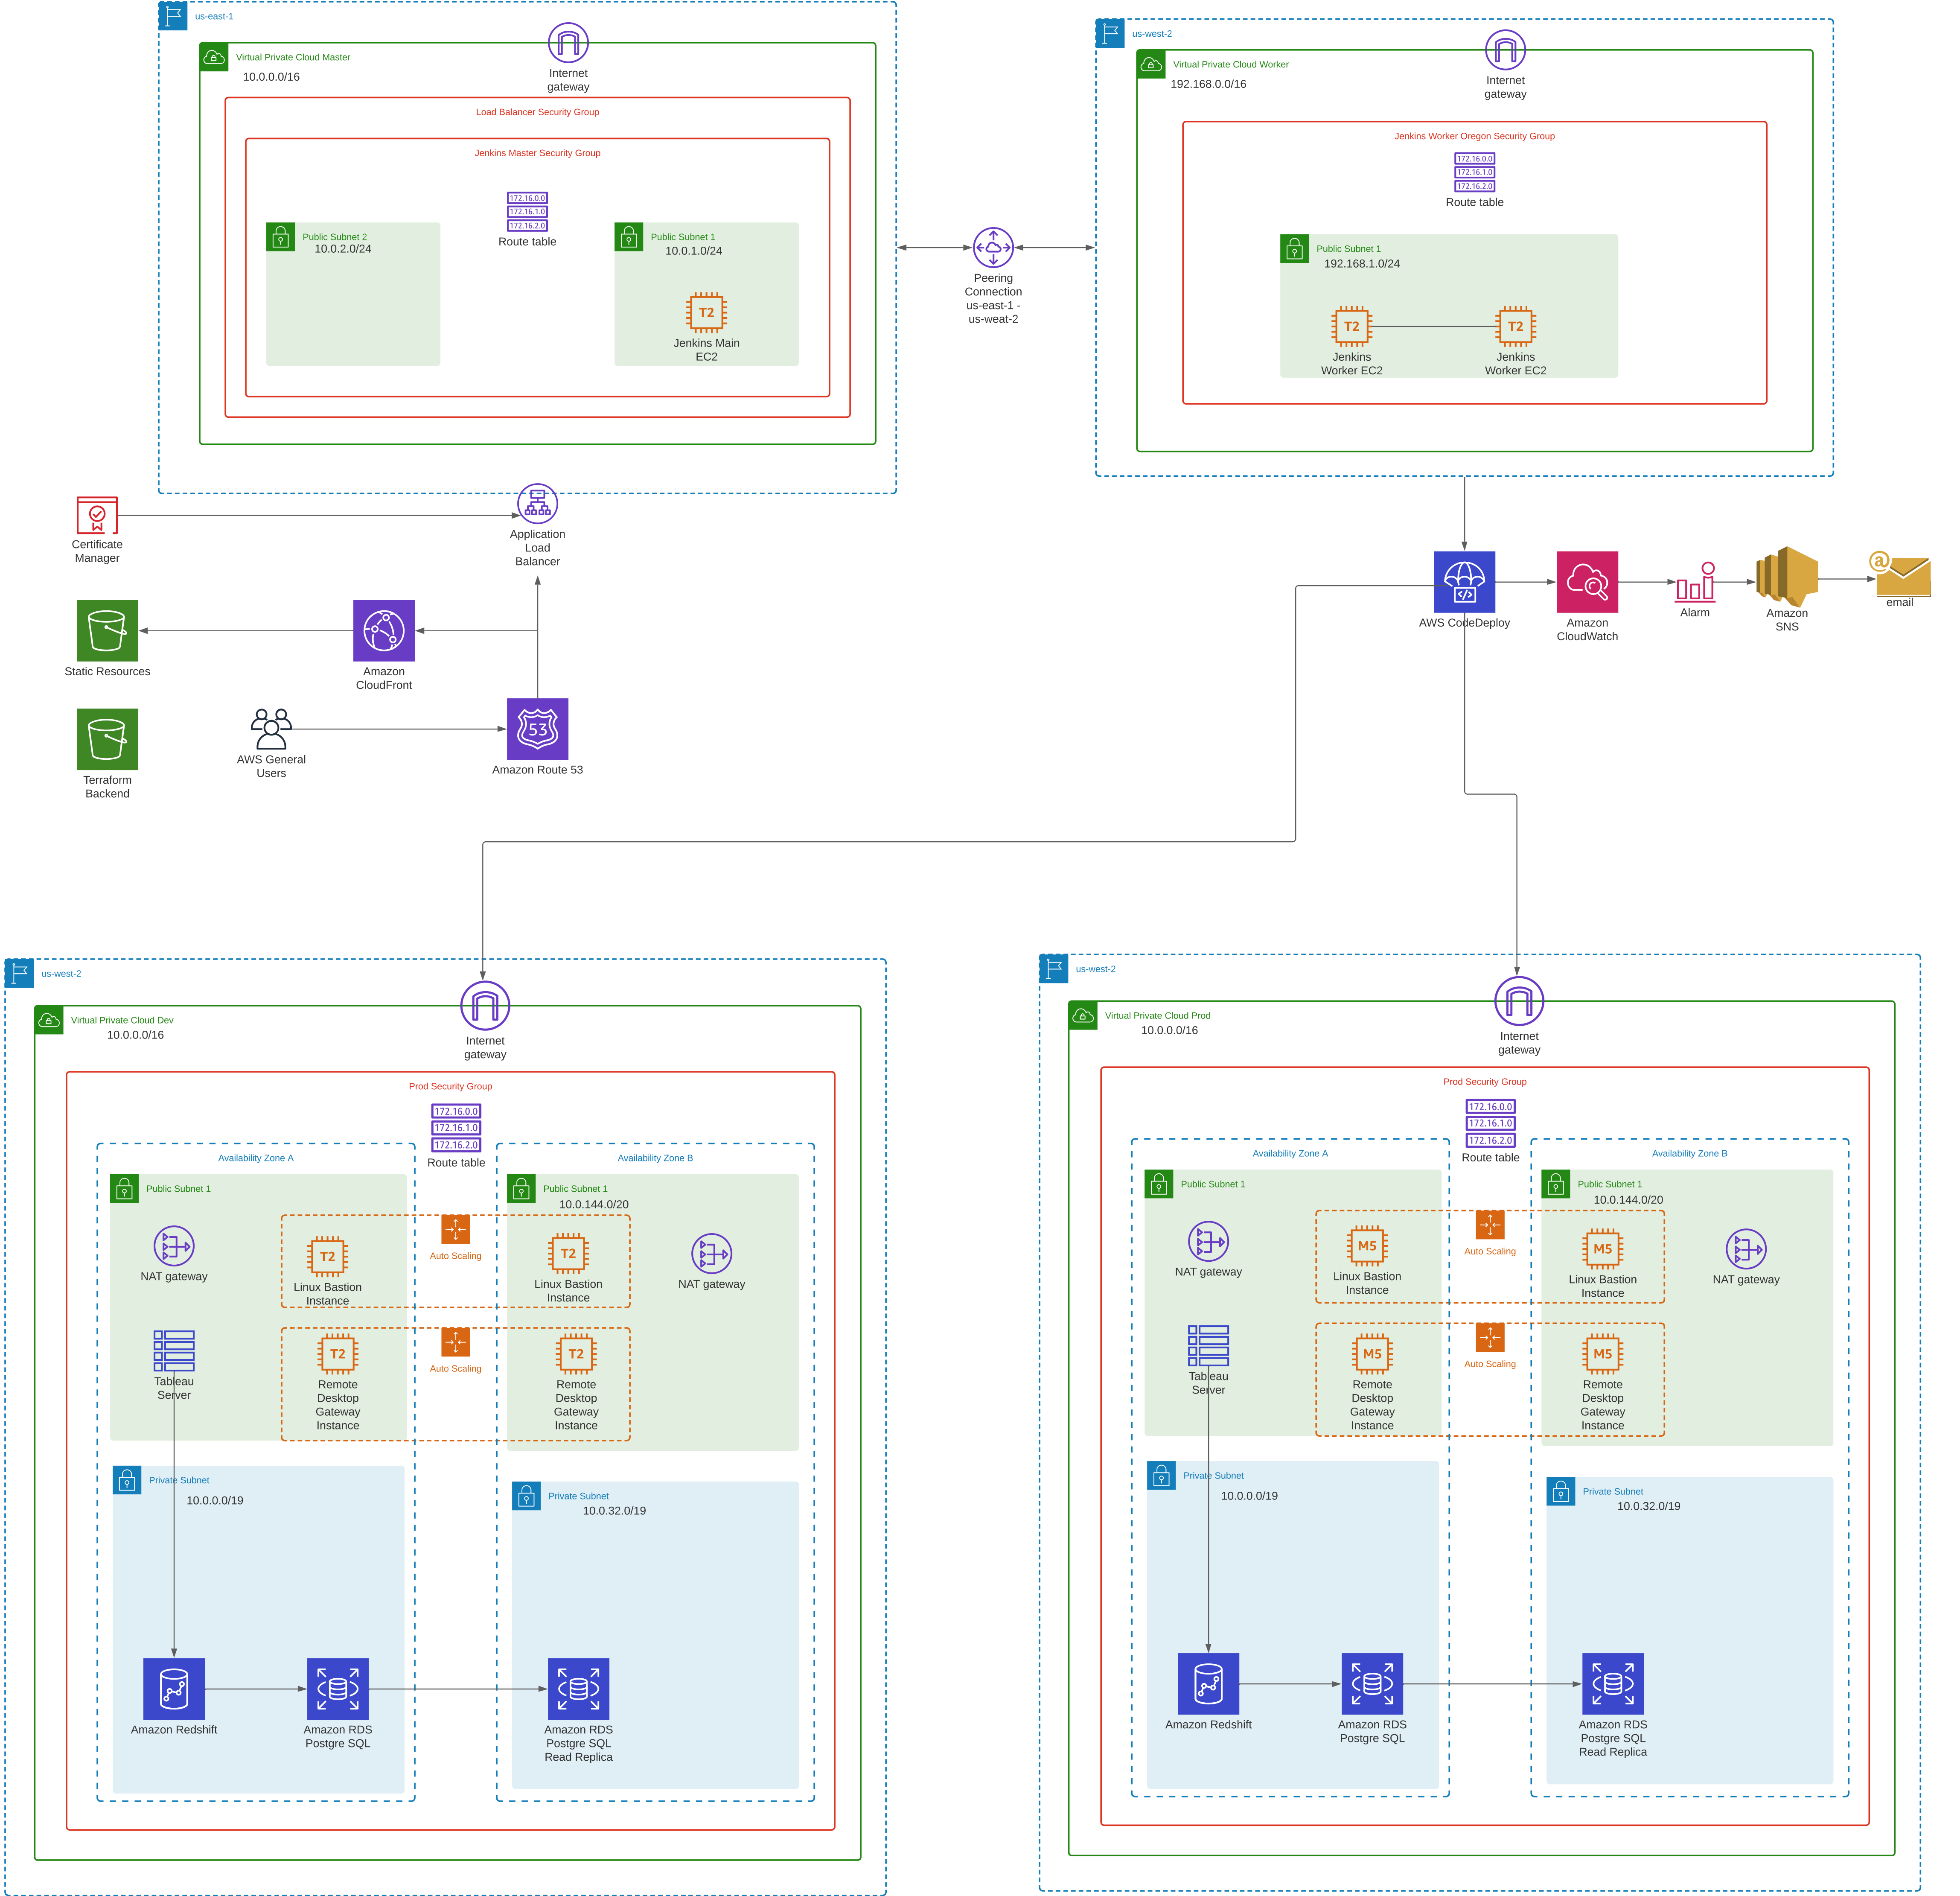 us-east-1
Virtual Private Cloud Master
10.0.0.0/16
Internet
gateway
Load Balancer Security Group
Jenkins Master Security Group
172.16.0.0
172.16.1.0
172.16.2.0
Route table
Public Subnet 2
10.0.2.0/24
Public Subnet 1
10.0.1.0/24
T2
Jenkins Main
EC2
Peering
Connection
us-east-1 -
us-weat-2
us-west-2
Virtual Private Cloud Worker
192.168.0.0/16
Internet
gateway
Jenkins Worker Oregon Security Group
172.16.0.0
172.16.1.0
172.16.2.0
Route table
Public Subnet 1
192.168.1.0/24
T2
Jenkins
Worker EC2
T2
Jenkins
Worker EC2
Certificate
Manager
Application
Load
Balancer
Static Resources
Amazon
CloudFront
Terraform
Backend
AWS General
Users
53
Amazon Route 53
AWS CodeDeploy
Amazon
CloudWatch
Alarm
Amazon
SNS
@
email
us-west-2
Virtual Private Cloud Dev
10.0.0.0/16
Internet
gateway
Prod Security Group
172.16.0.0
172.16.1.0
172.16.2.0
Route table
Availability Zone A
Public Subnet 1
NAT gateway
T2
Linux Bastion
Instance
Auto Scaling
Tableau
Server
T2
Remote
Desktop
Gateway
Instance
Auto Scaling
Private Subnet
10.0.0.0/19
Amazon Redshift
Amazon RDS
Postgre SQL
Availability Zone B
Public Subnet 1
10.0.144.0/20
T2
Linux Bastion
Instance
NAT gateway
T2
Remote
Desktop
Gateway
Instance
Private Subnet
10.0.32.0/19
Amazon RDS
Postgre SQL
Read Replica
us-west-2
Virtual Private Cloud Prod
10.0.0.0/16
Internet
gateway
Prod Security Group
172.16.0.0
172.16.1.0
172.16.2.0
Route table
Availability Zone A
Public Subnet 1
NAT gateway
M5
Linux Bastion
Instance
Auto Scaling
Tableau
Server
M5
Remote
Desktop
Gateway
Instance
Auto Scaling
Private Subnet
10.0.0.0/19
Amazon Redshift
Amazon RDS
Postgre SQL
Availability Zone B
Public Subnet 1
10.0.144.0/20
M5
Linux Bastion
Instance
NAT gateway
M5
Remote
Desktop
Gateway
Instance
Private Subnet
10.0.32.0/19
Amazon RDS
Postgre SQL
Read Replica